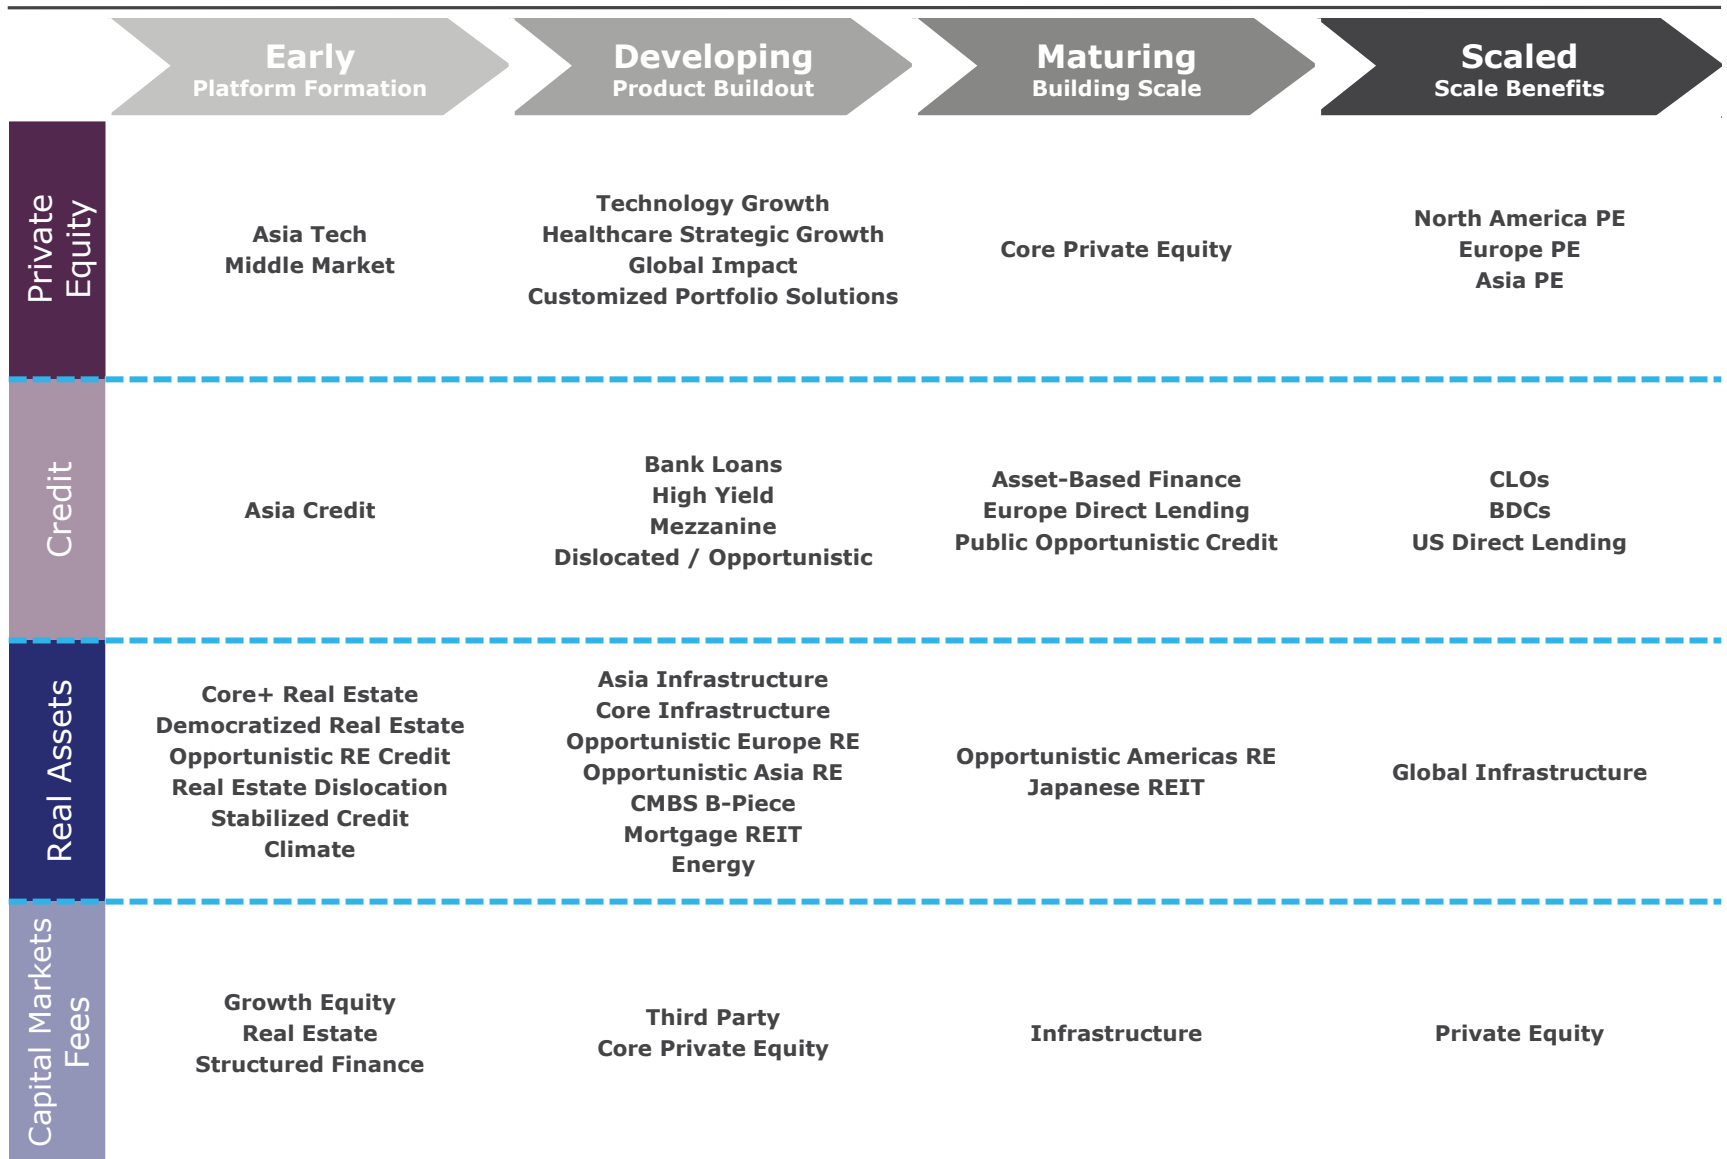 Early
Platform Formation
Developing
Product Buildout
Maturing
Building Scale
Scaled
Scale Benefits
Private
Equity
Asia Tech
Middle Market
Technology Growth
Healthcare Strategic Growth
Global Impact
Customized Portfolio Solutions
Core Private Equity
North America PE
Europe PE
Asia PE
Credit
Asia Credit
Bank Loans
High Yield
Mezzanine
Dislocated / Opportunistic
Asset-Based Finance
Europe Direct Lending
Public Opportunistic Credit
CLOs
BDCs
US Direct Lending
Real Assets
Core+ Real Estate
Democratized Real Estate
Opportunistic RE Credit
Real Estate Dislocation
Stabilized Credit
Climate
Asia Infrastructure
Core Infrastructure
Opportunistic Europe RE
Opportunistic Asia RE
CMBS B-Piece
Mortgage REIT
Energy
Opportunistic Americas RE
Japanese REIT
Global Infrastructure
Capital Markets
Fees
Growth Equity
Real Estate
Structured Finance
Third Party
Core Private Equity
Infrastructure
Private Equity